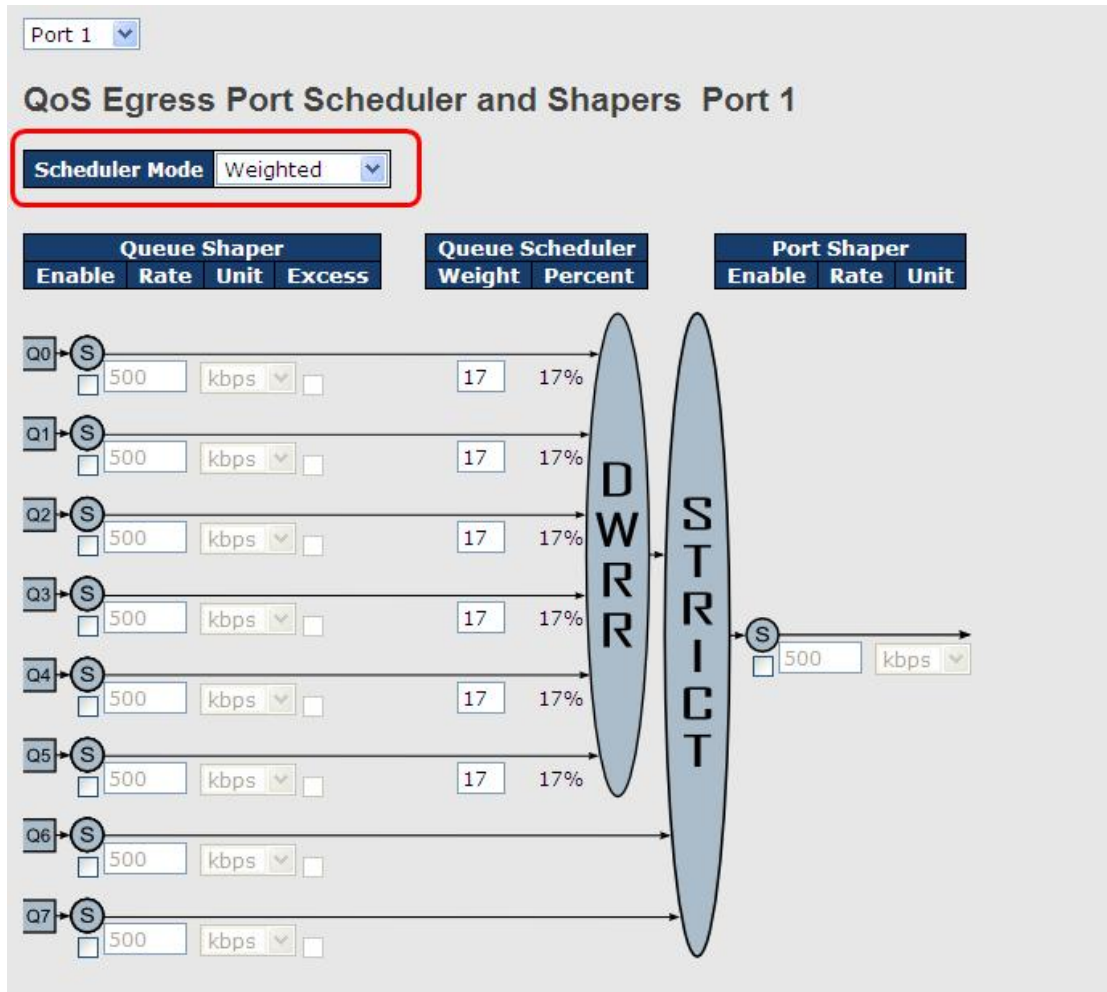 Port 1
QoS Egress Port Scheduler and Shapers Port 1
Scheduler Mode Weighted
Queue Shaper Queue Scheduler Port Shaper
Enable Rate Unit Excess Weight Percent Enable Rate Unit
Q0 S
500 kbps 17 17%
Q1 S
500 kbps 17 17%
Q2 S
500 kbps 17 17%
Q3 S
500 kbps 17 17%
Q4 S
500 kbps 17 17%
Q5 S
500 kbps 17 17%
Q6 S
500 kbps
Q7 S
500 kbps
DWRR
STRICT
S
500 kbps